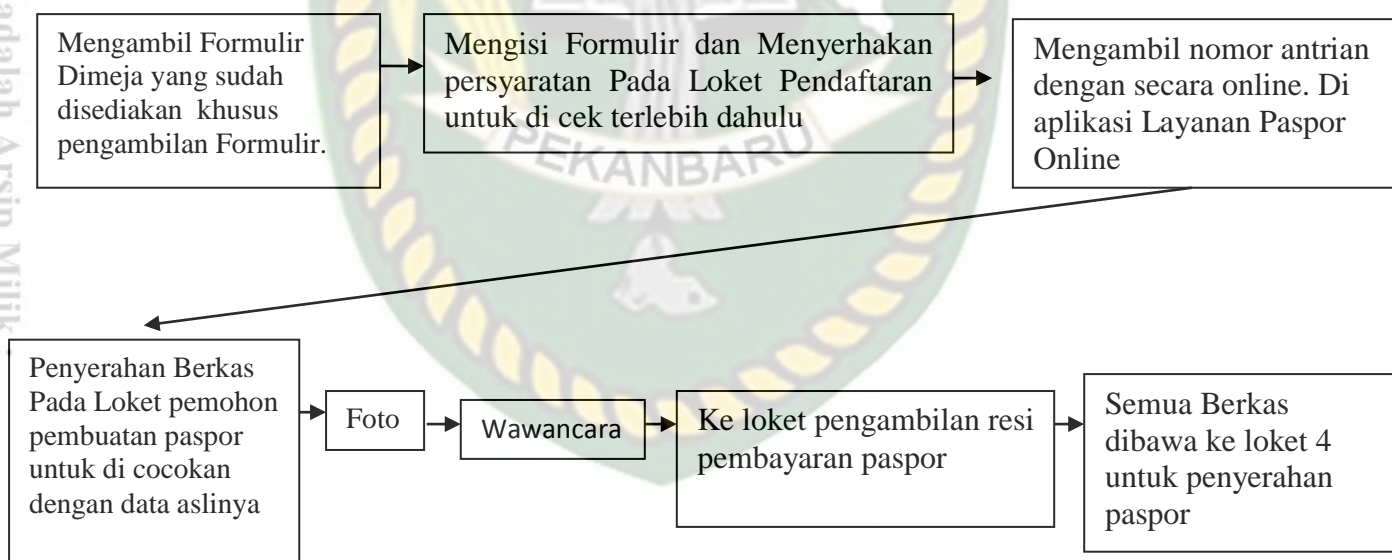 Mengambil Formulir
Dimeja yang sudah
disediakan khusus
pengambilan Formulir.
Mengisi Formulir dan Menyerhakan
persyaratan Pada Loket Pendaftaran
untuk di cek terlebih dahulu
Mengambil nomor antrian
dengan secara online. Di
aplikasi Layanan Paspor
Online
PEKANBARU
Penyerahan Berkas
Pada Loket pemohon
pembuatan paspor
untuk di cocokan
dengan data aslinya
Foto
Wawancara
Ke loket pengambilan resi
pembayaran paspor
Semua Berkas
dibawa ke loket 4
untuk penyerahan
paspor
adalah Arsip Milik